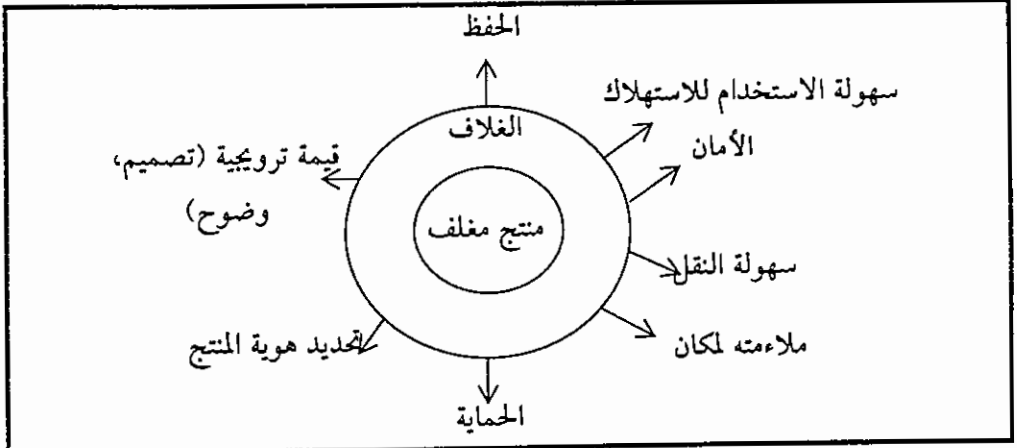 الحفظ
سهولة الاستخدام للاستهلاك
الغلاف
الأمان
قيمة ترويجية (تصميم،
وضوح)
منتج مغلف
سهولة النقل
ملاءمته لمكان
تحديد هوية المنتج
الحماية